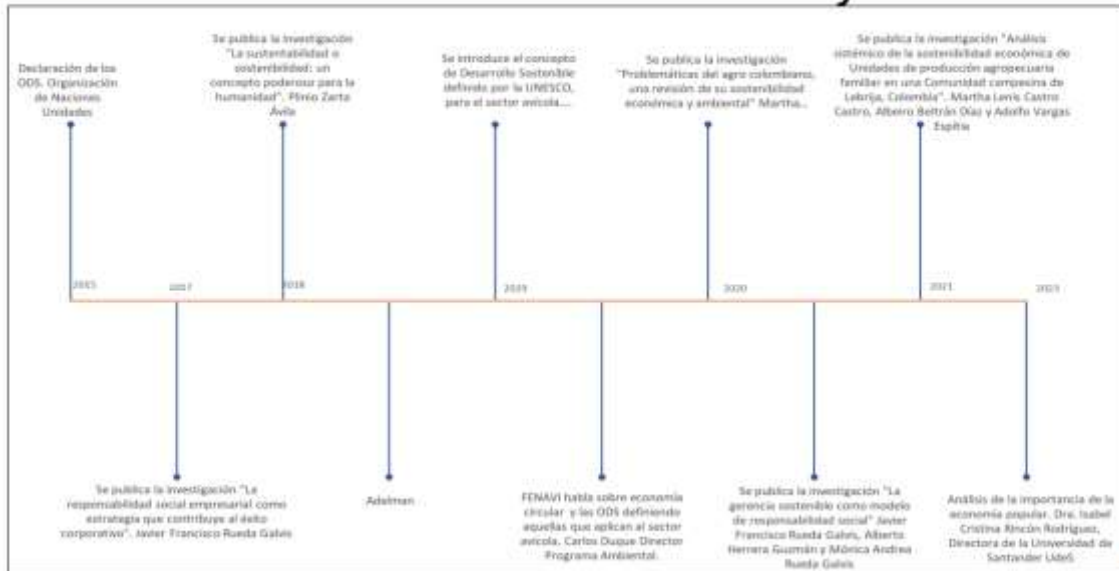 Declaración de los
ODS. Organización
de Naciones
Unidades
Se publica la investigación
"La sustentabilidad o
sostenibilidad: un
concepto poderoso para la
humanidad". Plinio Zarta
Ávila
Se introduce el concepto
de Desarrollo Sostenible
definido por la UNESCO,
para el sector avícola....
Se publica la investigación
"Problemáticas del agro colombiano,
una revisión de su sostenibilidad
económica y ambiental" Martha...
Se publica la investigación "Análisis
sistémico de la sostenibilidad económica de
Unidades de producción agropecuaria
familiar en una Comunidad campesina de
Lebrija, Colombia". Martha Lenis Castro
Castro, Albeiro Beltrán Díaz y Adolfo Vargas
Espitia
2015
2017
2018
2019
2020
2021
2023
Se publica la investigación "La
responsabilidad social empresarial como
estrategia que contribuye al éxito
corporativo". Javier Francisco Rueda Galvis
Adelman
FENAVI habla sobre economía
circular y las ODS definiendo
aquellas que aplican al sector
avícola. Carlos Duque Director
Programa Ambiental.
Se publica la investigación "La
gerencia sostenible como modelo
de responsabilidad social" Javier
Francisco Rueda Galvis, Alberto
Herrera Guzmán y Mónica Andrea
Rueda Galvis
Análisis de la importancia de la
economía popular. Dra. Isabel
Cristina Rincón Rodríguez,
Directora de la Universidad de
Santander UdeS